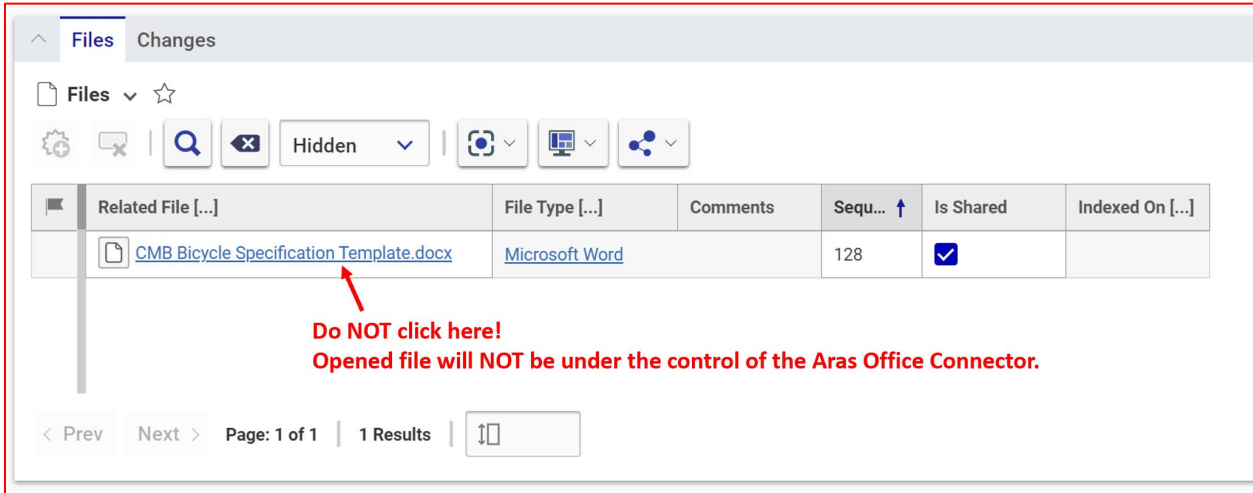 Files Changes
Files
Hidden
Related File [...] File Type [...] Comments Sequ... Is Shared Indexed On [...]
CMB Bicycle Specification Template.docx Microsoft Word 128
Do NOT click here!
Opened file will NOT be under the control of the Aras Office Connector.
< Prev Next > Page: 1 of 1 1 Results